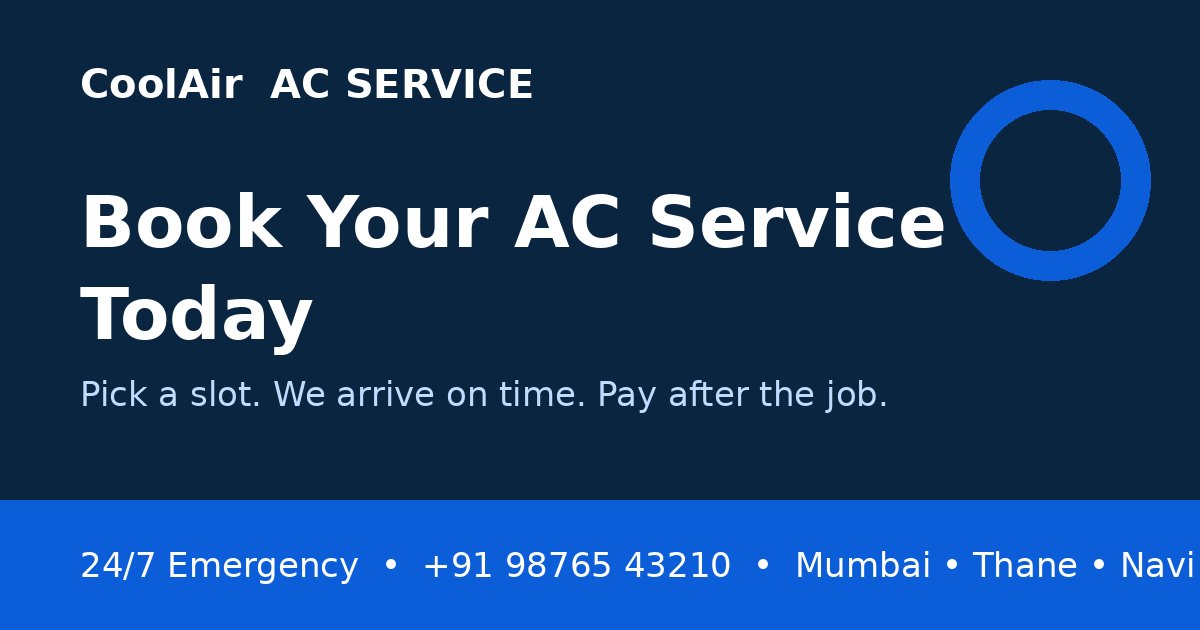 CoolAir AC SERVICE
Book Your AC Service
Today
Pick a slot. We arrive on time. Pay after the job.
24/7 Emergency • +91 98765 43210 • Mumbai • Thane • Navi